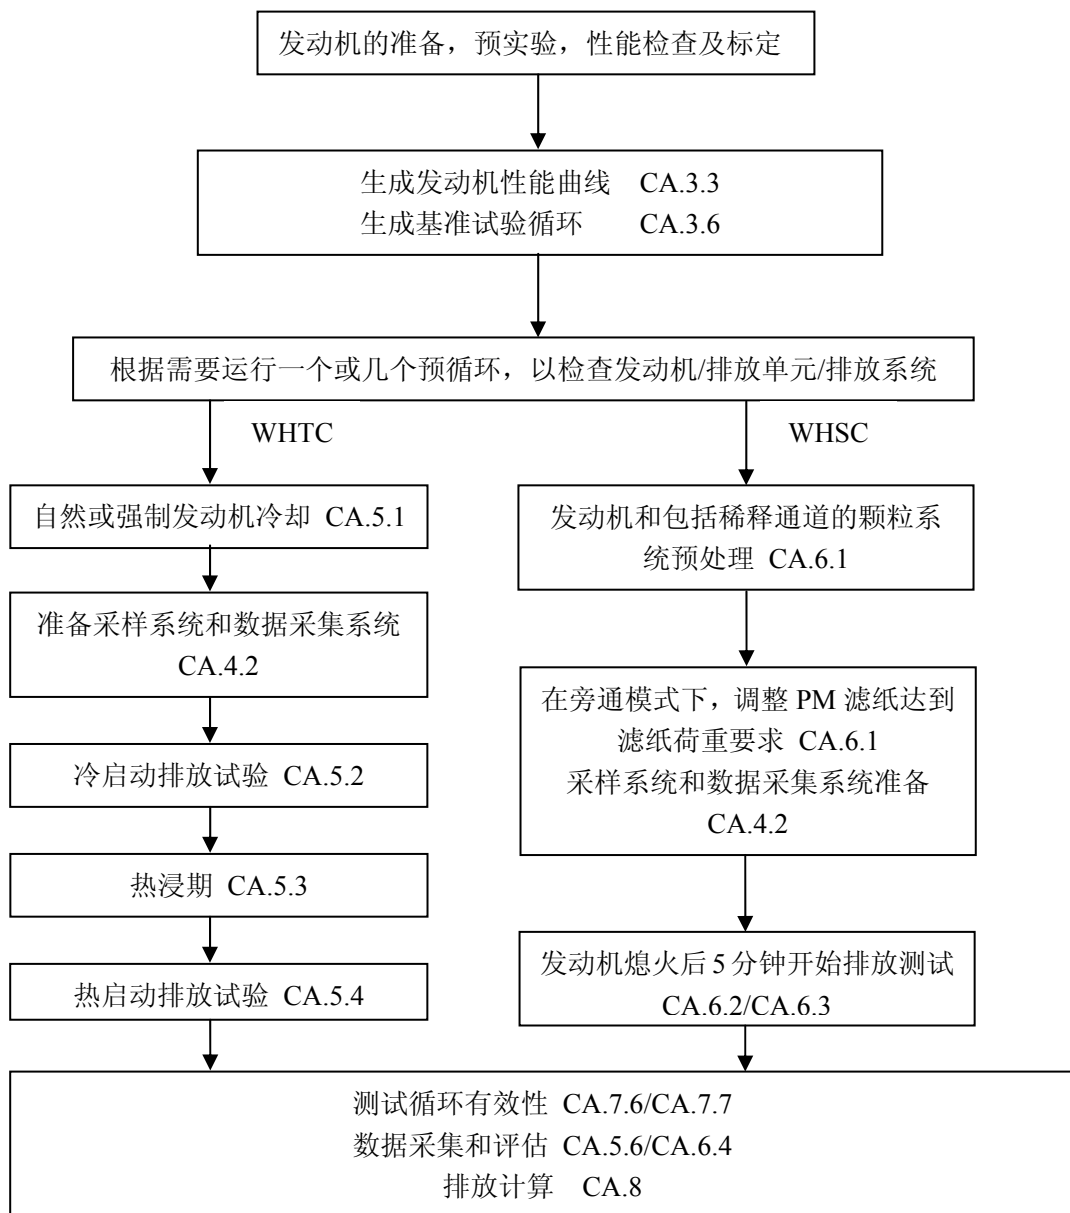 发动机的准备，预实验，性能检查及标定
生成发动机性能曲线 CA.3.3
生成基准试验循环 CA.3.6
根据需要运行一个或几个预循环，以检查发动机/排放单元/排放系统
WHTC
自然或强制发动机冷却 CA.5.1
准备采样系统和数据采集系统
CA.4.2
冷启动排放试验 CA.5.2
热浸期 CA.5.3
热启动排放试验 CA.5.4
WHSC
发动机和包括稀释通道的颗粒系
统预处理 CA.6.1
在旁通模式下，调整 PM 滤纸达到
滤纸荷重要求 CA.6.1
采样系统和数据采集系统准备
CA.4.2
发动机熄火后 5 分钟开始排放测试
CA.6.2/CA.6.3
测试循环有效性 CA.7.6/CA.7.7
数据采集和评估 CA.5.6/CA.6.4
排放计算 CA.8